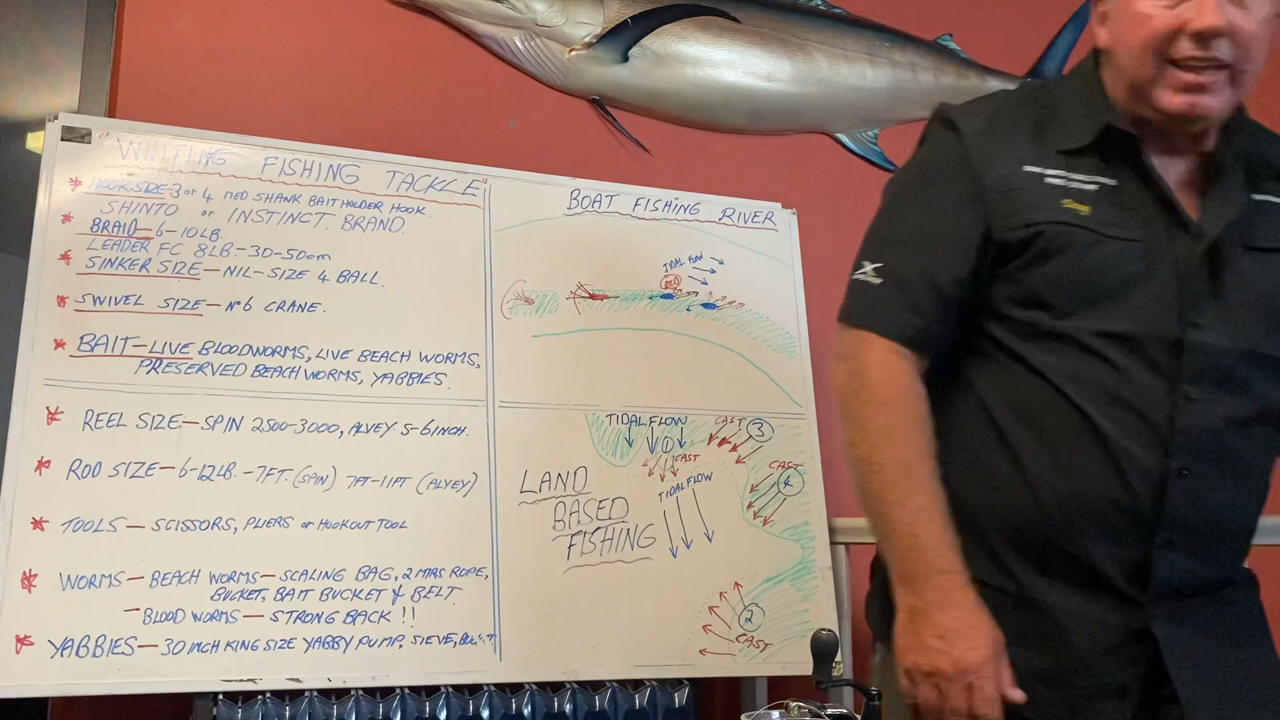 "WHITING FISHING TACKLE"
* HOOK SIZE-3 or 4 RED SHANK BAITHOLDER HOOK.
SHINTO or INSTINCT. BRAND.
* BRAID-6-10LB.
LEADER FC 8LB.-30-50cm
* SINKER SIZE-NIL-SIZE 4 BALL.
* SWIVEL SIZE-No6 CRANE.
* BAIT-LIVE BLOODWORMS, LIVE BEACH WORMS,
PRESERVED BEACH WORMS, YABBIES.
* REEL SIZE-SPIN 2500-3000, ALVEY 5-6INCH.
* ROD SIZE-6-12LB.-7FT.(SPIN) 7FT-11FT (ALVEY)
* TOOLS-SCISSORS, PLIERS or HOOKOUT TOOL
* WORMS-BEACH WORMS-SCALING BAG, 2 MTRS ROPE,
BUCKET, BAIT BUCKET & BELT.
-BLOOD WORMS-STRONG BACK !!
* YABBIES-30 INCH KING SIZE YABBY PUMP, SIEVE,
BOAT FISHING RIVER
TIDAL FLOW
RED
TIDAL FLOW
1
CAST
CAST 3
CAST
4
TIDAL FLOW
LAND
BASED
FISHING
2
CAST